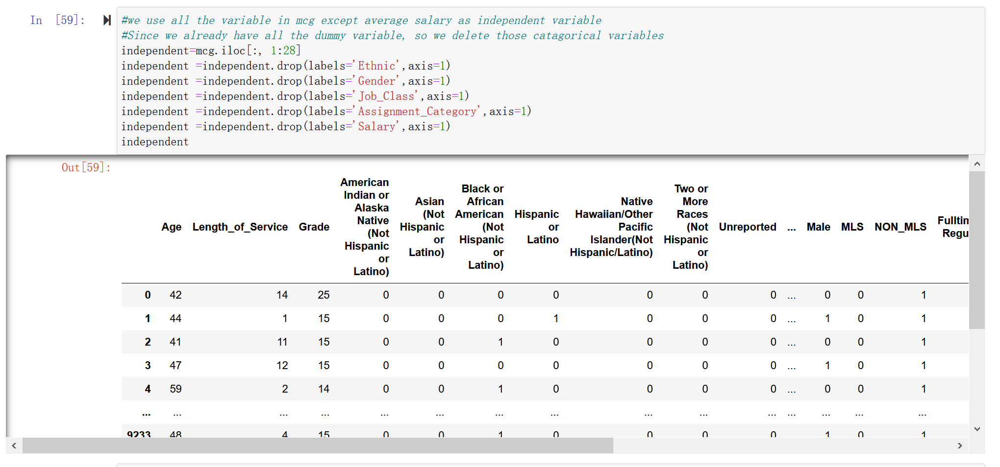 In [59]:
#we use all the variable in mcg except average salary as independent variable
#Since we already have all the dummy variable, so we delete those catagorical variables
independent=mcg.iloc[:, 1:28]
independent =independent.drop(labels='Ethnic',axis=1)
independent =independent.drop(labels='Gender',axis=1)
independent =independent.drop(labels='Job_Class',axis=1)
independent =independent.drop(labels='Assignment_Category',axis=1)
independent =independent.drop(labels='Salary',axis=1)
independent
Out[59]:
Age
Length_of_Service
Grade
American
Indian or
Alaska
Native
(Not
Hispanic
or
Latino)
Asian
(Not
Hispanic
or
Latino)
Black or
African
American
(Not
Hispanic
or
Latino)
Hispanic
or
Latino
Native
Hawaiian/Other
Pacific
Islander(Not
Hispanic/Latino)
Two or
More
Races
(Not
Hispanic
or
Latino)
Unreported
...
Male
MLS
NON_MLS
Fulltim
Regu
0 42 14 25 0 0 0 0 0 0 0 ... 0 0 1
1 44 1 15 0 0 0 1 0 0 0 ... 1 0 1
2 41 11 15 0 0 1 0 0 0 0 ... 0 0 1
3 47 12 15 0 0 0 0 0 0 0 ... 1 0 1
4 59 2 14 0 0 1 0 0 0 0 ... 0 0 1
... ... ... ... ... ... ... ... ... ... ... ... ... ... ...
9233 48 4 15 0 0 1 0 0 0 0 ... 1 0 1